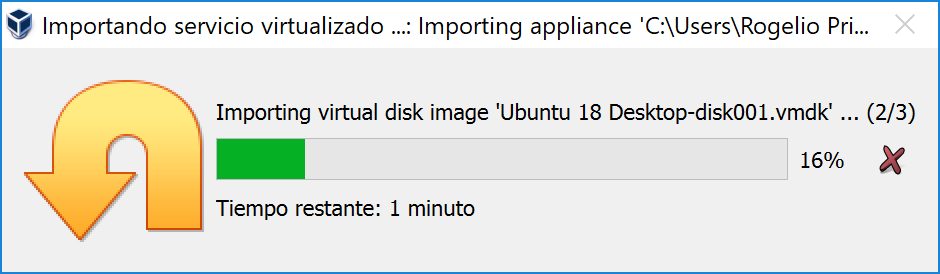 Importando servicio virtualizado ...: Importing appliance 'C:\Users\Rogelio Pri...
Importing virtual disk image 'Ubuntu 18 Desktop-disk001.vmdk' ... (2/3)
16%
Tiempo restante: 1 minuto